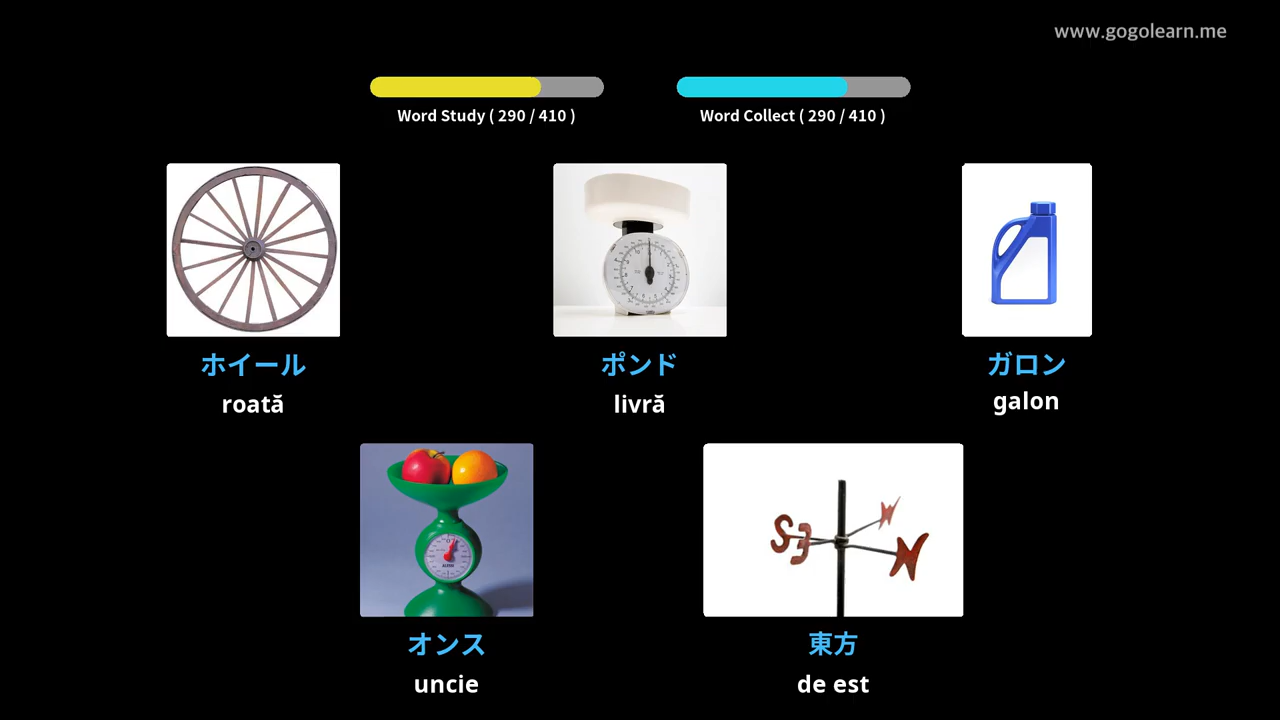 www.gogolearn.me
Word Study ( 290 / 410 )
Word Collect ( 290 / 410 )
ホイール
roată
ポンド
livră
ガロン
galon
オンス
uncie
S E N W
東方
de est